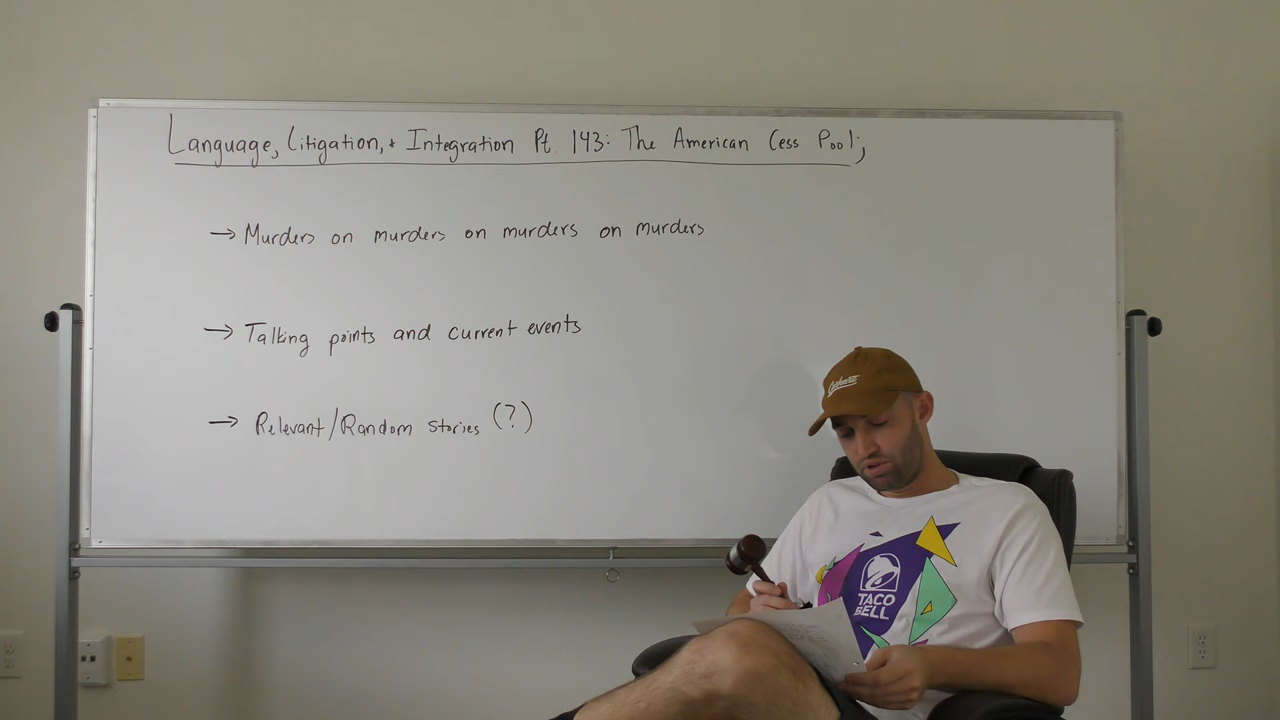 Language, Litigation, + Integration Pt. 143: The American Cess Pool;
→ Murders on murders on murders on murders
→ Talking points and current events
→ Relevant/Random stories (?)
Carhartt
TACO
BELL